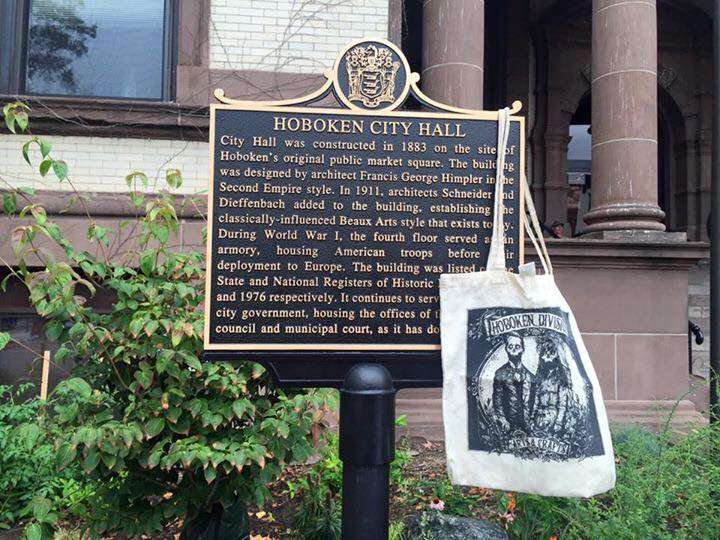 HOBOKEN CITY HALL
City Hall was constructed in 1883 on the site of
Hoboken's original public market square. The building
was designed by architect Francis George Himpler in the
Second Empire style. In 1911, architects Schneider and
Dieffenbach added to the building, establishing the
classically-influenced Beaux Arts style that exists today.
During World War I, the fourth floor served as an
armory, housing American troops before their
deployment to Europe. The building was listed on the
State and National Registers of Historic
and 1976 respectively. It continues to serve
city government, housing the offices of the
council and municipal court, as it has do
HOBOKEN DIVISI
ARTS & CRAFTS